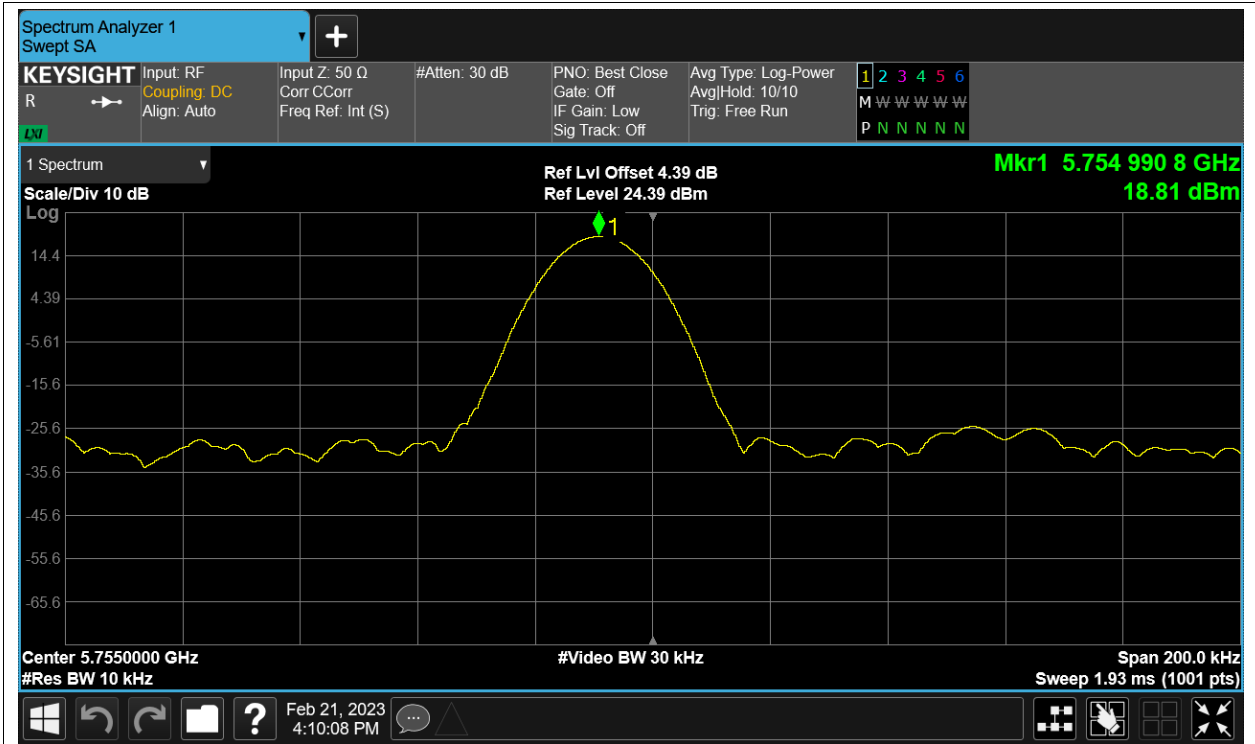 Spectrum Analyzer 1
Swept SA
+
KEYSIGHT
R
LXI
Input: RF
Coupling: DC
Align: Auto
Input Z: 50 Ω
Corr CCorr
Freq Ref: Int (S)
#Atten: 30 dB
PNO: Best Close
Gate: Off
IF Gain: Low
Sig Track: Off
Avg Type: Log-Power
Avg|Hold: 10/10
Trig: Free Run
1 2 3 4 5 6
M W W W W W
P N N N N N
1 Spectrum
Scale/Div 10 dB
Log
Ref Lvl Offset 4.39 dB
Ref Level 24.39 dBm
Mkr1 5.754 990 8 GHz
18.81 dBm
1
14.4
4.39
-5.61
-15.6
-25.6
-35.6
-45.6
-55.6
-65.6
Center 5.7550000 GHz
#Video BW 30 kHz
Span 200.0 kHz
#Res BW 10 kHz
Sweep 1.93 ms (1001 pts)
?
Feb 21, 2023
4:10:08 PM